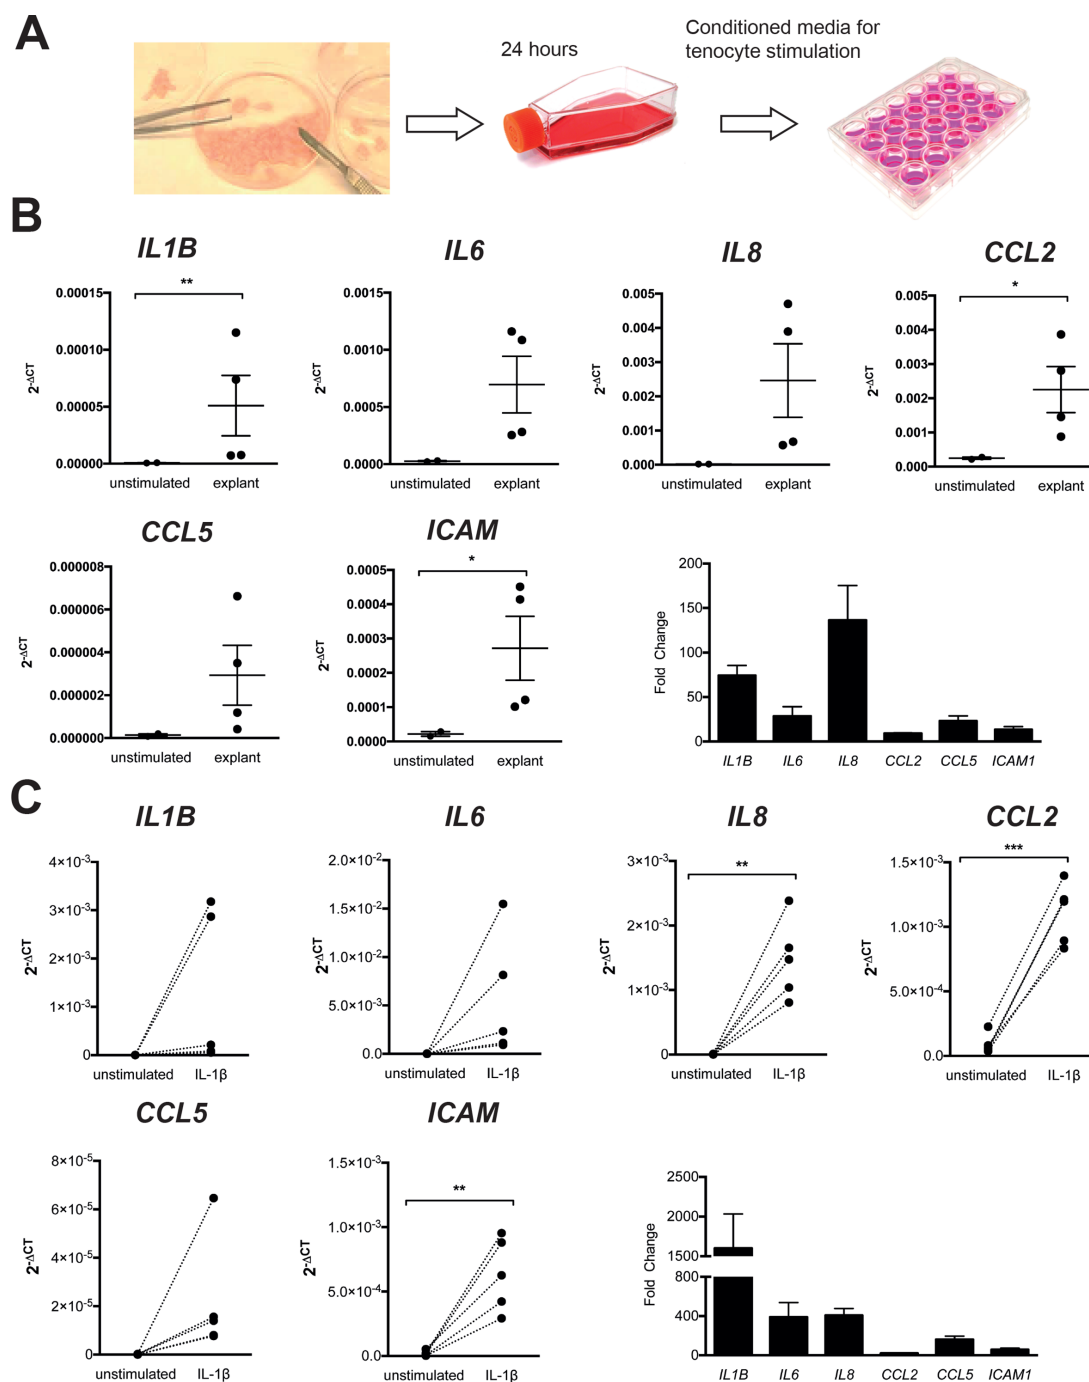 A
24 hours
Conditioned media for
tenocyte stimulation
B
IL1B
**
0.00015
0.00010
0.00005
0.00000
2-ΔCT
unstimulated explant
IL6
0.0015
0.0010
0.0005
0.0000
2-ΔCT
unstimulated explant
IL8
0.005
0.004
0.003
0.002
0.001
0.000
2-ΔCT
unstimulated explant
CCL2
*
0.005
0.004
0.003
0.002
0.001
0.000
2-ΔCT
unstimulated explant
CCL5
0.000008
0.000006
0.000004
0.000002
0.000000
2-ΔCT
unstimulated explant
ICAM
*
0.0005
0.0004
0.0003
0.0002
0.0001
0.0000
2-ΔCT
unstimulated explant
200
150
100
50
0
Fold Change
IL1B IL6 IL8 CCL2 CCL5 ICAM1
C
IL1B
4×10-3
3×10-3
2×10-3
1×10-3
0
2-ΔCT
unstimulated IL-1β
IL6
2.0×10-2
1.5×10-2
1.0×10-2
5.0×10-3
0.0
2-ΔCT
unstimulated IL-1β
IL8
**
3×10-3
2×10-3
1×10-3
0
2-ΔCT
unstimulated IL-1β
CCL2
***
1.5×10-3
1.0×10-3
5.0×10-4
0.0
2-ΔCT
unstimulated IL-1β
CCL5
8×10-5
6×10-5
4×10-5
2×10-5
0
2-ΔCT
unstimulated IL-1β
ICAM
**
1.5×10-3
1.0×10-3
5.0×10-4
0.0
2-ΔCT
unstimulated IL-1β
2500
2000
1500
800
400
0
Fold Change
IL1B IL6 IL8 CCL2 CCL5 ICAM1